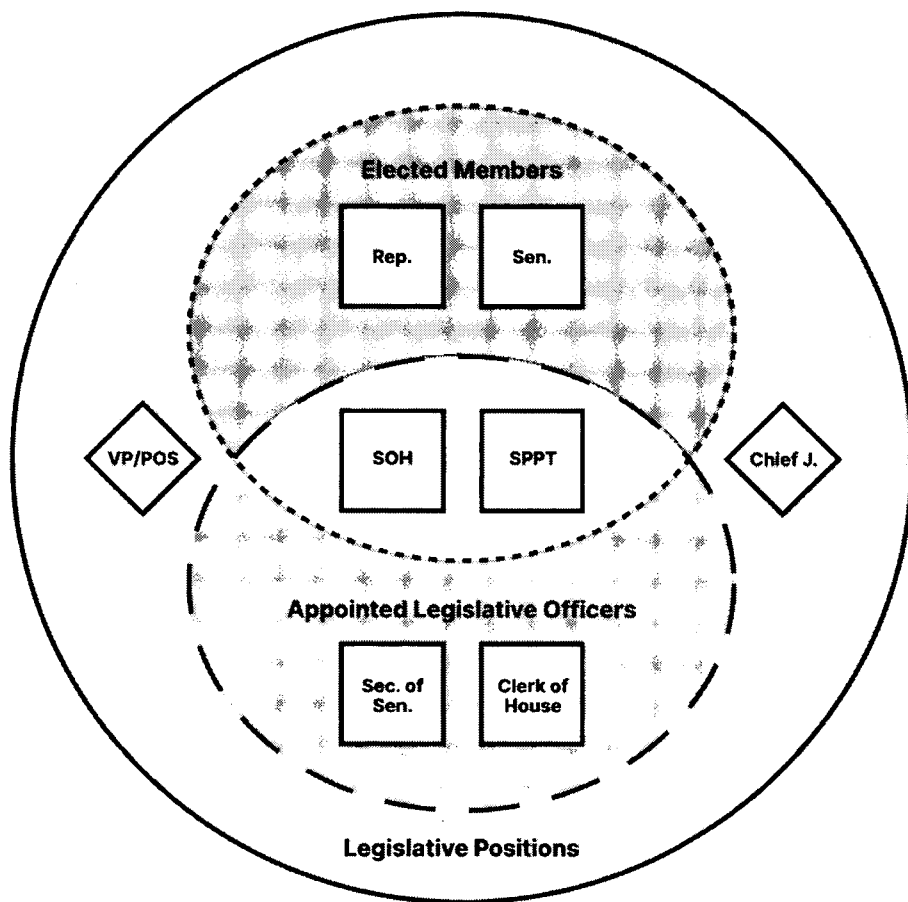 Elected Members
Rep.
Sen.
VP/POS
SOH
SPPT
Chief J.
Appointed Legislative Officers
Sec. of
Sen.
Clerk of
House
Legislative Positions